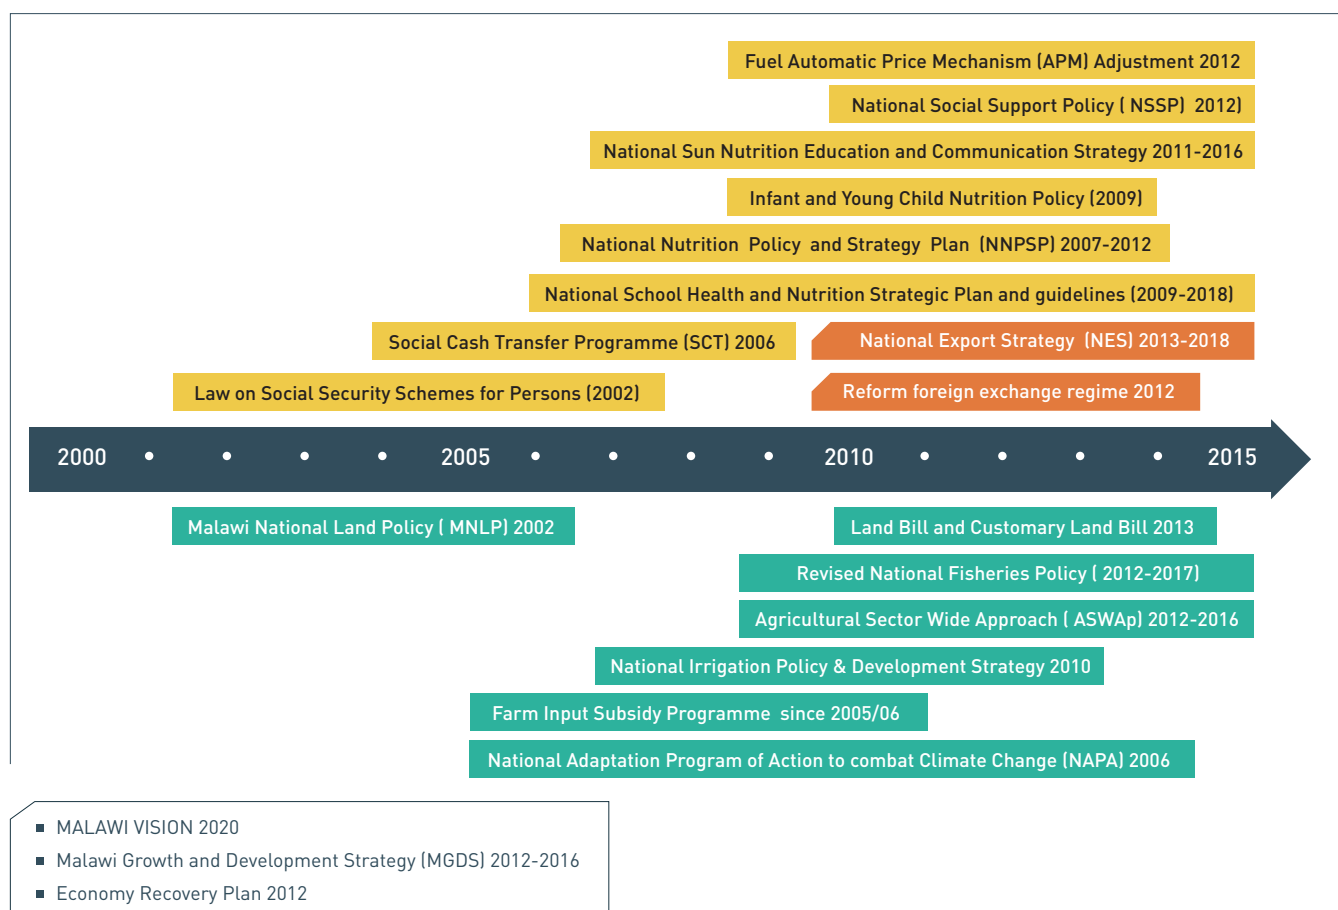 Fuel Automatic Price Mechanism (APM) Adjustment 2012
National Social Support Policy ( NSSP) 2012)
National Sun Nutrition Education and Communication Strategy 2011-2016
Infant and Young Child Nutrition Policy (2009)
National Nutrition Policy and Strategy Plan (NNPSP) 2007-2012
National School Health and Nutrition Strategic Plan and guidelines (2009-2018)
Social Cash Transfer Programme (SCT) 2006
National Export Strategy (NES) 2013-2018
Law on Social Security Schemes for Persons (2002)
Reform foreign exchange regime 2012
2000 2005 2010 2015
Malawi National Land Policy ( MNLP) 2002
Land Bill and Customary Land Bill 2013
Revised National Fisheries Policy ( 2012-2017)
Agricultural Sector Wide Approach ( ASWAp) 2012-2016
National Irrigation Policy & Development Strategy 2010
Farm Input Subsidy Programme since 2005/06
National Adaptation Program of Action to combat Climate Change (NAPA) 2006
MALAWI VISION 2020
Malawi Growth and Development Strategy (MGDS) 2012-2016
Economy Recovery Plan 2012